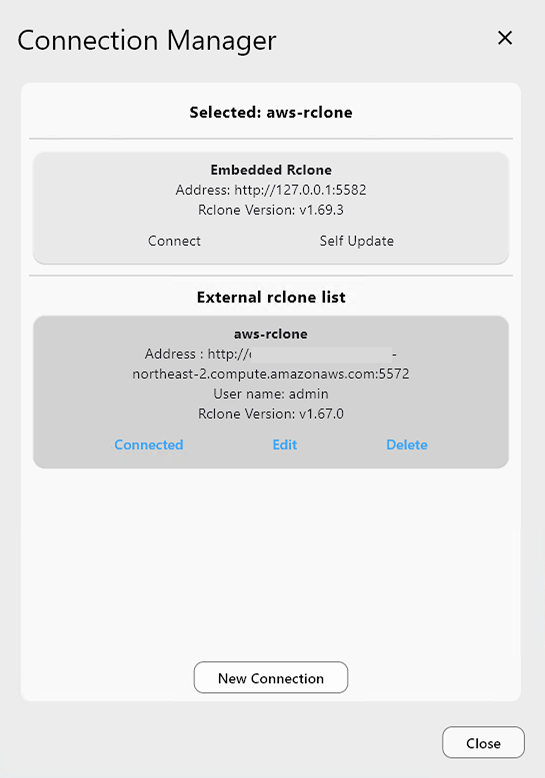 Connection Manager
Selected: aws-rclone
Embedded Rclone
Address: http://127.0.0.1:5582
Rclone Version: v1.69.3
Connect Self Update
External rclone list
aws-rclone
Address : http:// -
northeast-2.compute.amazonaws.com:5572
User name: admin
Rclone Version: v1.67.0
Connected Edit Delete
New Connection
Close